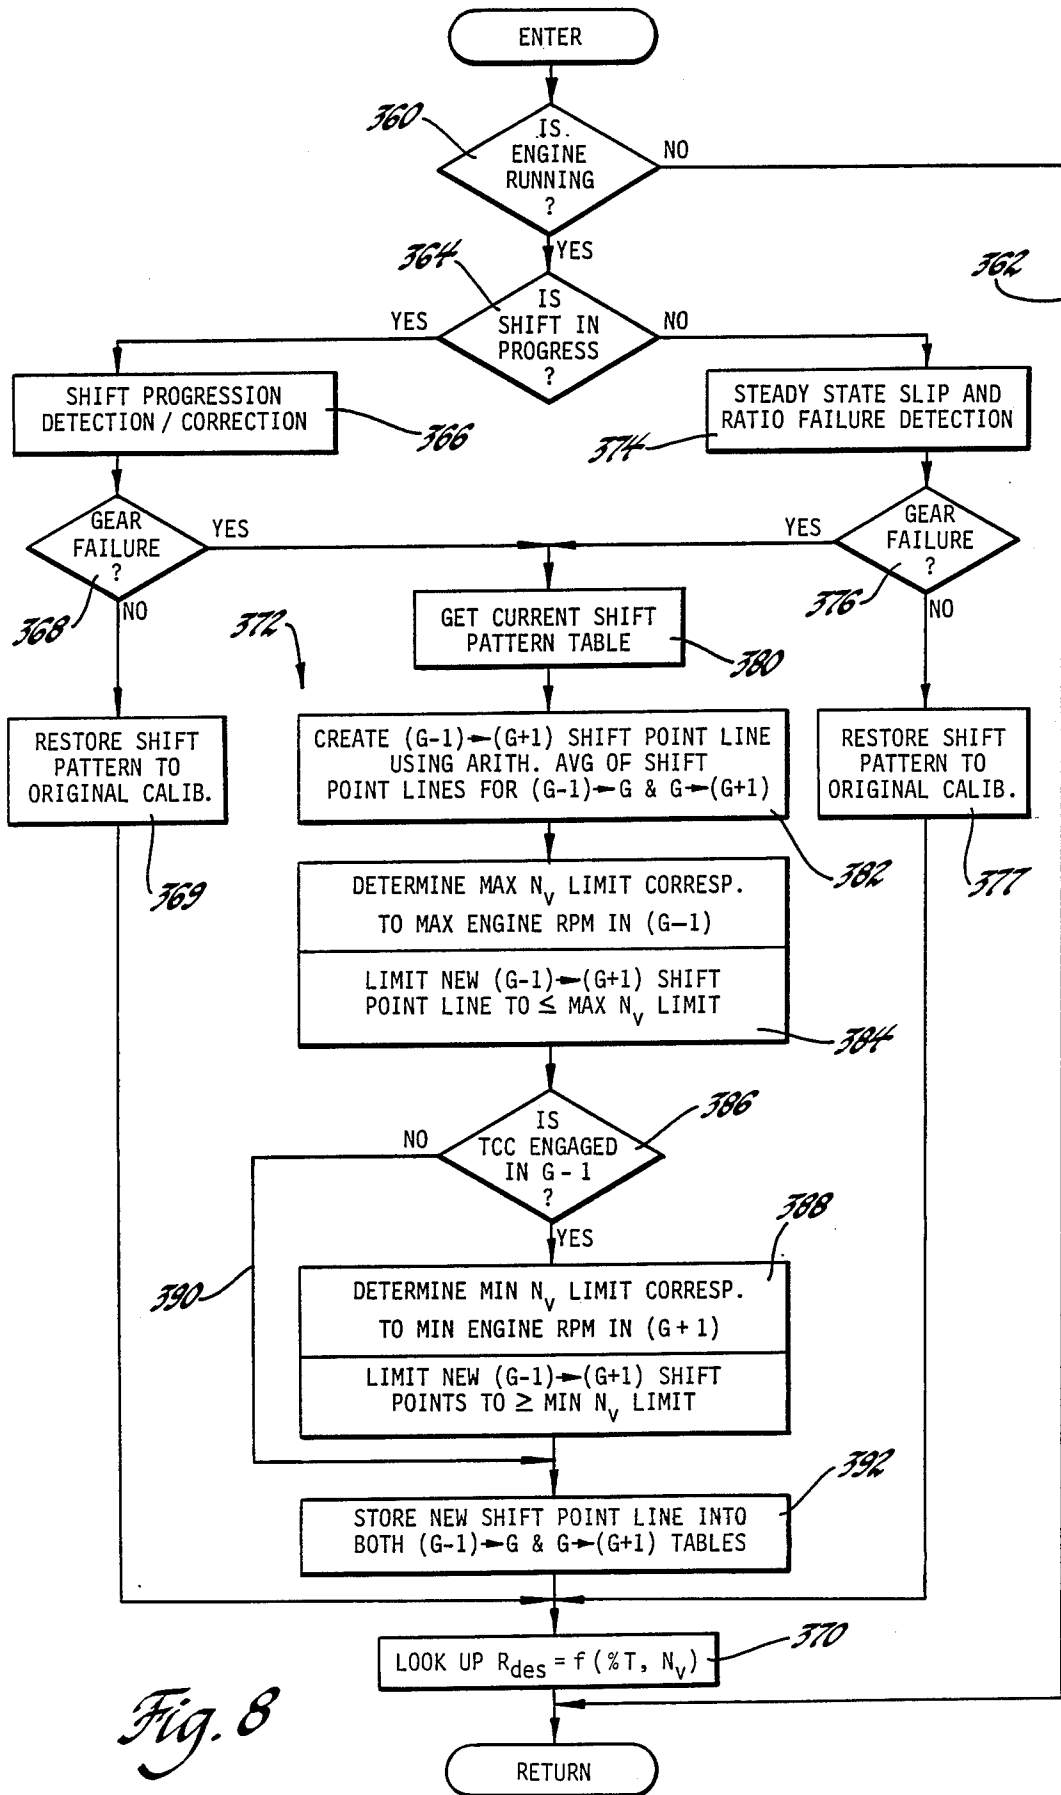 ENTER
360
IS
ENGINE
RUNNING
?
NO
YES
362
364
IS
SHIFT IN
PROGRESS
?
YES
NO
SHIFT PROGRESSION
DETECTION / CORRECTION
366
STEADY STATE SLIP AND
RATIO FAILURE DETECTION
374
GEAR
FAILURE
?
YES
NO
368
GEAR
FAILURE
?
YES
NO
376
372
GET CURRENT SHIFT
PATTERN TABLE
380
RESTORE SHIFT
PATTERN TO
ORIGINAL CALIB.
369
CREATE (G-1)→(G+1) SHIFT POINT LINE
USING ARITH. AVG OF SHIFT
POINT LINES FOR (G-1)→G & G→(G+1)
382
RESTORE SHIFT
PATTERN TO
ORIGINAL CALIB.
377
DETERMINE MAX Nv LIMIT CORRESP.
TO MAX ENGINE RPM IN (G-1)
LIMIT NEW (G-1)→(G+1) SHIFT
POINT LINE TO ≤ MAX Nv LIMIT
384
IS
TCC ENGAGED
IN G-1
?
386
NO
YES
388
390
DETERMINE MIN Nv LIMIT CORRESP.
TO MIN ENGINE RPM IN (G+1)
LIMIT NEW (G-1)→(G+1) SHIFT
POINTS TO ≥ MIN Nv LIMIT
392
STORE NEW SHIFT POINT LINE INTO
BOTH (G-1)→G & G→(G+1) TABLES
370
LOOK UP Rdes = f (%T, Nv)
RETURN
Fig. 8